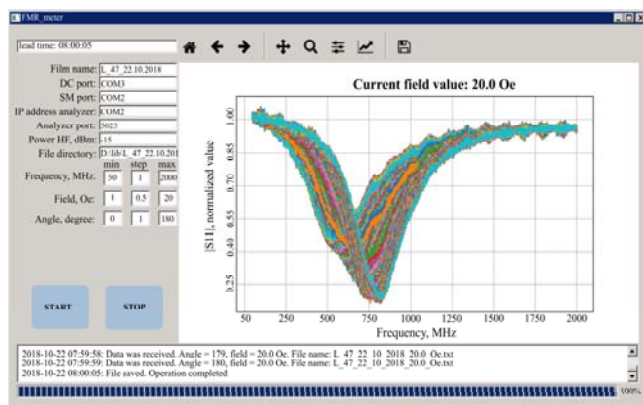 FMR_meter
lead time: 08:00:05
Film name: L_47_22.10.2018
DC port: COM3
SM port: COM2
IP address analyzer: COM2
Analyzer port: 5025
Power HF, dBm: -15
File directory: D:\lib\L_47_22.10.201
min step max
Frequency, MHz: 50 1 2000
Field, Oe: 1 0.5 20
Angle, degree: 0 1 180
START STOP
Current field value: 20.0 Oe
|S11|, normalized value
1.00
0.85
0.70
0.55
0.40
0.25
50 250 500 750 1000 1250 1500 1750 2000
Frequency, MHz
2018-10-22 07:59:58: Data was received. Angle = 179, field = 20.0 Oe. File name: L_47_22_10_2018_20.0_Oe.txt
2018-10-22 07:59:59: Data was received. Angle = 180, field = 20.0 Oe. File name: L_47_22_10_2018_20.0_Oe.txt
2018-10-22 08:00:05: File saved. Operation completed
100%